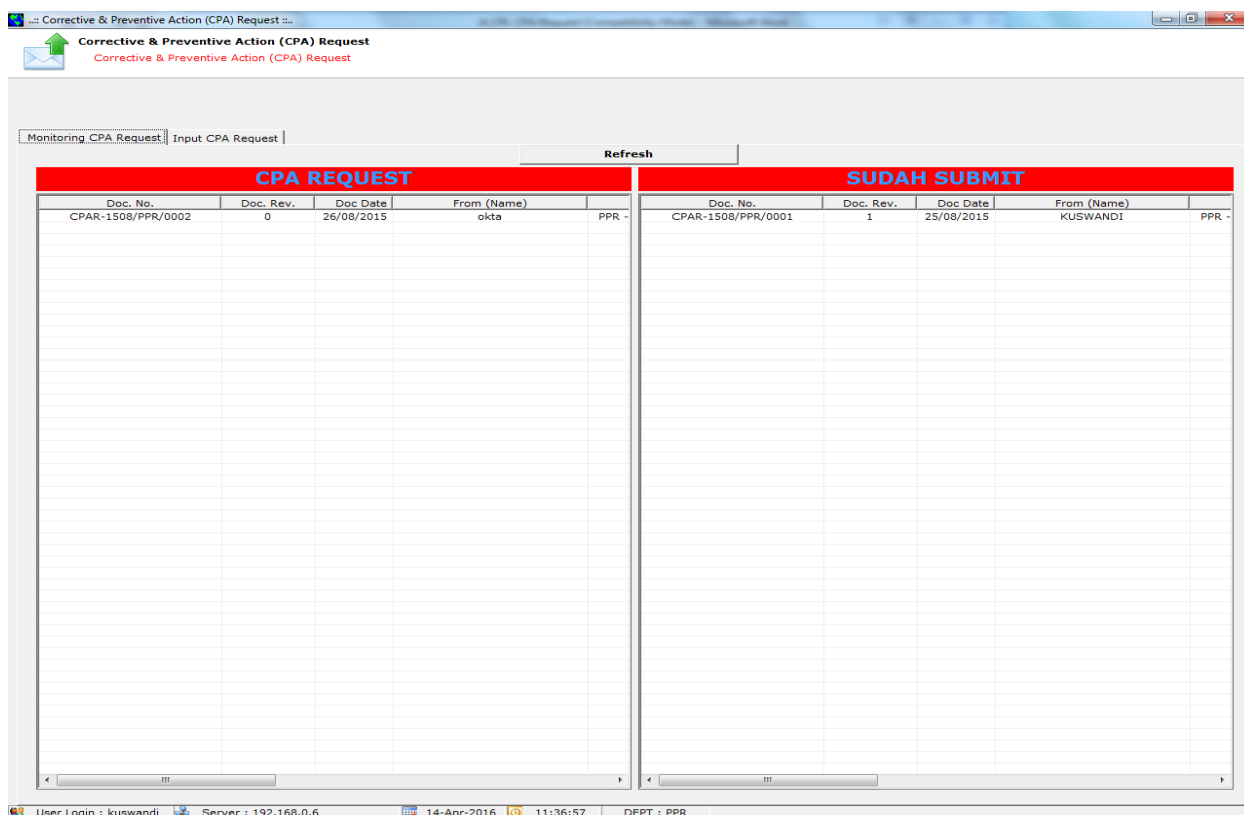 ..:: Corrective & Preventive Action (CPA) Request ::..
Corrective & Preventive Action (CPA) Request
Corrective & Preventive Action (CPA) Request
Monitoring CPA Request Input CPA Request
Refresh
CPA REQUEST
Doc. No. Doc. Rev. Doc Date From (Name)
CPAR-1508/PPR/0002 0 26/08/2015 okta PPR -
SUDAH SUBMIT
Doc. No. Doc. Rev. Doc Date From (Name)
CPAR-1508/PPR/0001 1 25/08/2015 KUSWANDI PPR -
User Login : kuswandi Server : 192.168.0.6 14-Apr-2016 11:36:57 DEPT : PPR